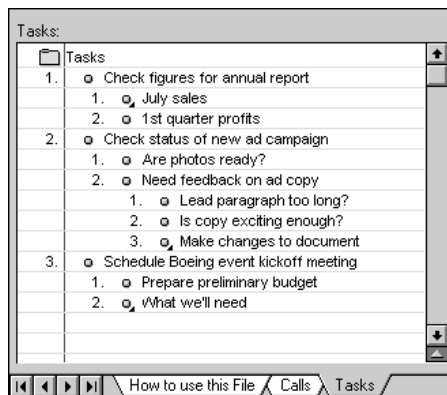 Tasks:
Tasks
1. Check figures for annual report
1. July sales
2. 1st quarter profits
2. Check status of new ad campaign
1. Are photos ready?
2. Need feedback on ad copy
1. Lead paragraph too long?
2. Is copy exciting enough?
3. Make changes to document
3. Schedule Boeing event kickoff meeting
1. Prepare preliminary budget
2. What we'll need
How to use this File Calls Tasks